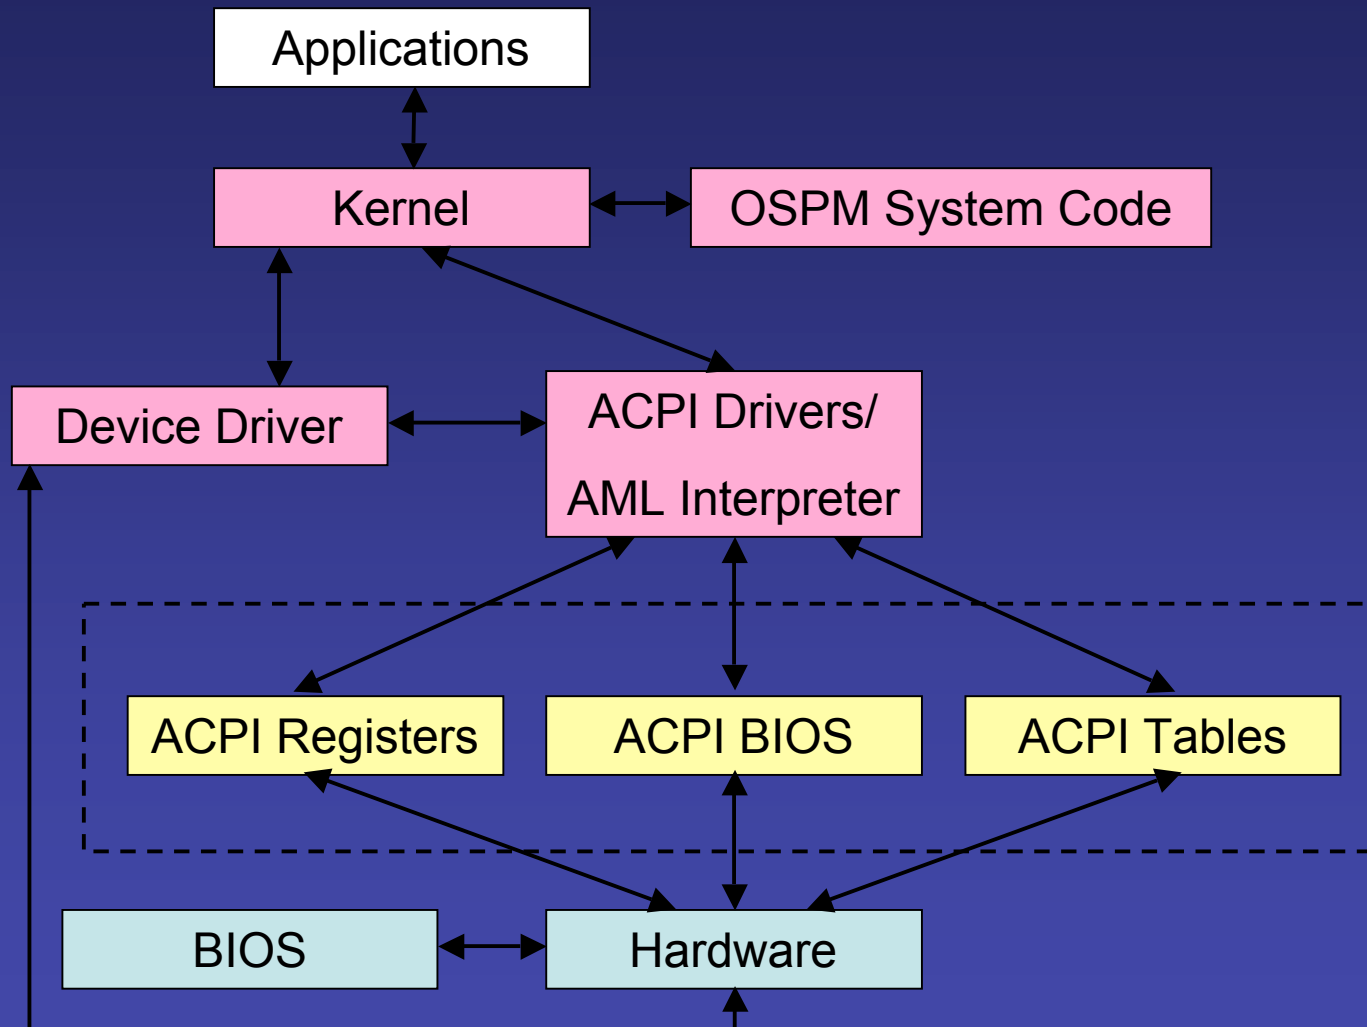 Applications
Kernel
OSPM System Code
Device Driver
ACPI Drivers/
AML Interpreter
ACPI Registers
ACPI BIOS
ACPI Tables
BIOS
Hardware